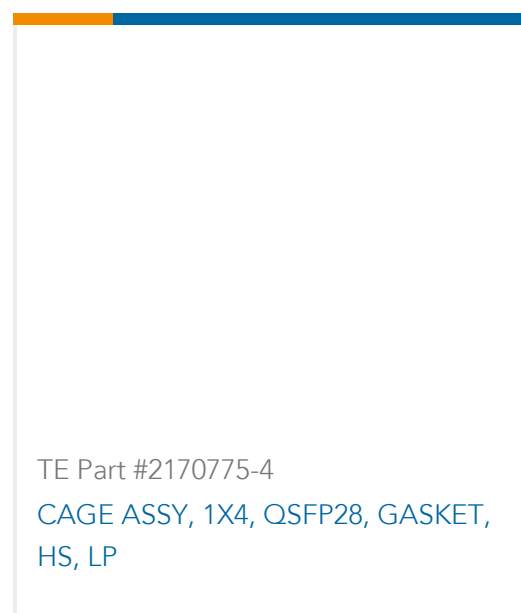 TE Part #2170775-4
CAGE ASSY, 1X4, QSFP28, GASKET,
HS, LP